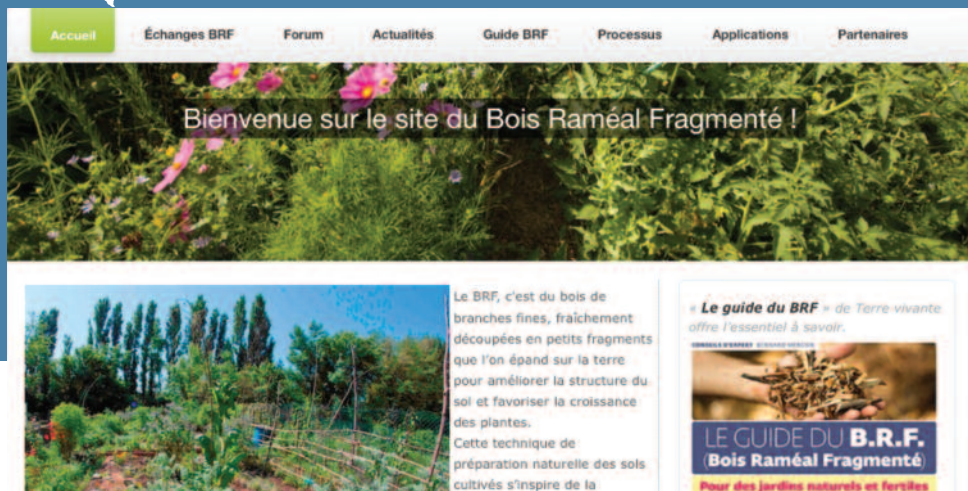 Accueil Échanges BRF Forum Actualités Guide BRF Processus Applications Partenaires
Bienvenue sur le site du Bois Raméal Fragmenté !
Le BRF, c'est du bois de
branches fines, fraîchement
découpées en petits fragments
que l'on épand sur la terre
pour améliorer la structure du
sol et favoriser la croissance
des plantes.
Cette technique de
préparation naturelle des sols
cultivés s'inspire de la
« Le guide du BRF » de Terre vivante
offre l'essentiel à savoir.
CONSEILS D'EXPERT
LE GUIDE DU B.R.F.
(Bois Raméal Fragmenté)
Pour des jardins naturels et fertiles